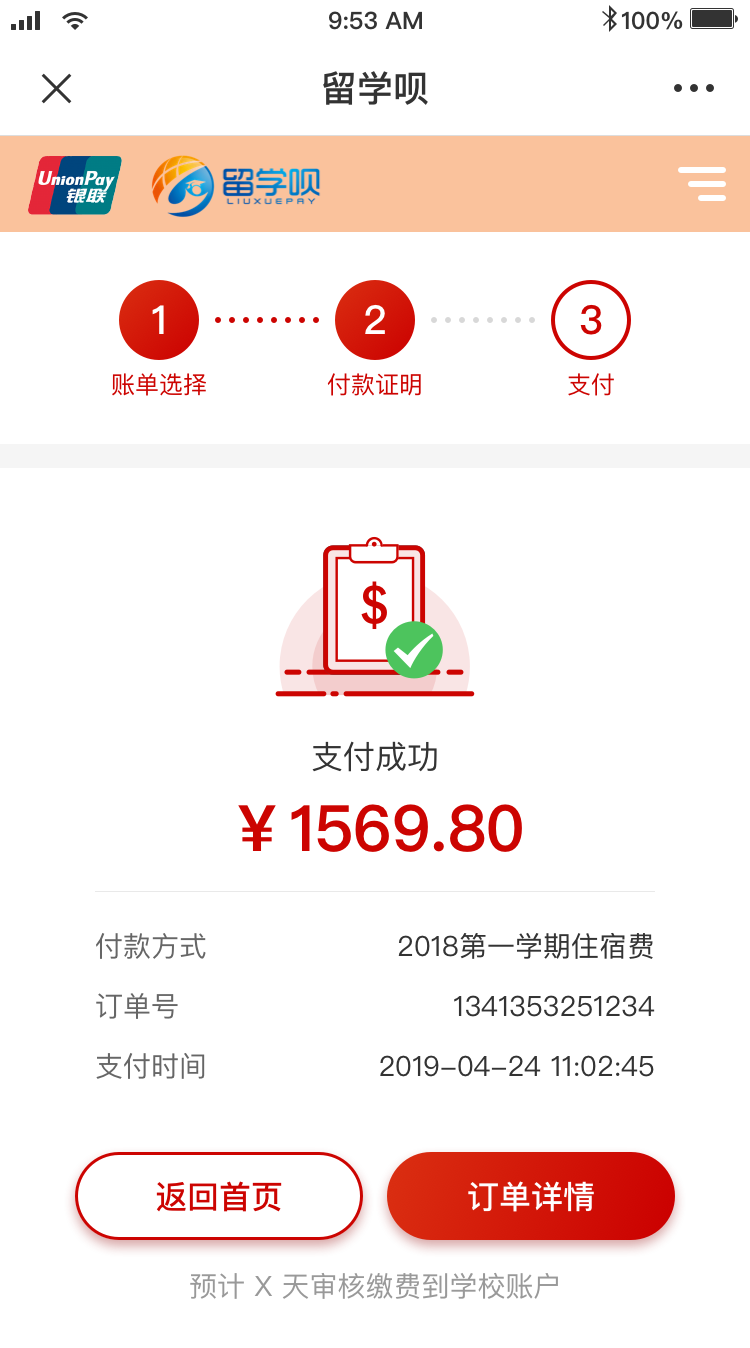 9:53 AM
100%
留学呗
UnionPay
银联
留学呗
LIUXUEPAY
1
2
3
账单选择
付款证明
支付
$
支付成功
¥1569.80
付款方式
2018第一学期住宿费
订单号
1341353251234
支付时间
2019–04–24 11:02:45
返回首页
订单详情
预计 X 天审核缴费到学校账户